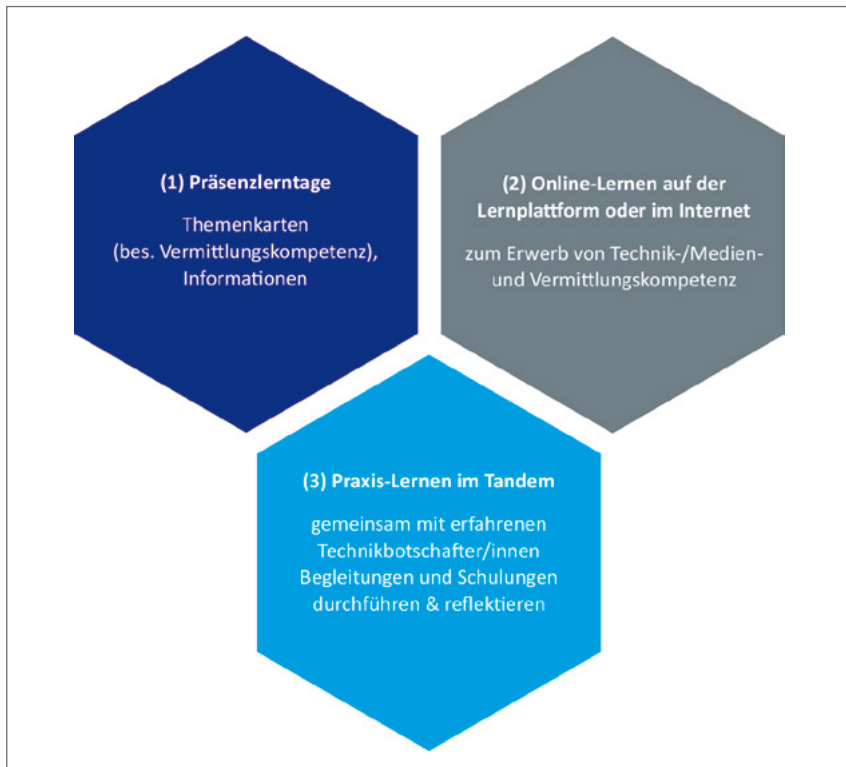 (1) Präsenzlerntage
Themenkarten
(bes. Vermittlungskompetenz),
Informationen
(2) Online-Lernen auf der
Lernplattform oder im Internet
zum Erwerb von Technik-/Medien-
und Vermittlungskompetenz
(3) Praxis-Lernen im Tandem
gemeinsam mit erfahrenen
Technikbotschafter/innen
Begleitungen und Schulungen
durchführen & reflektieren